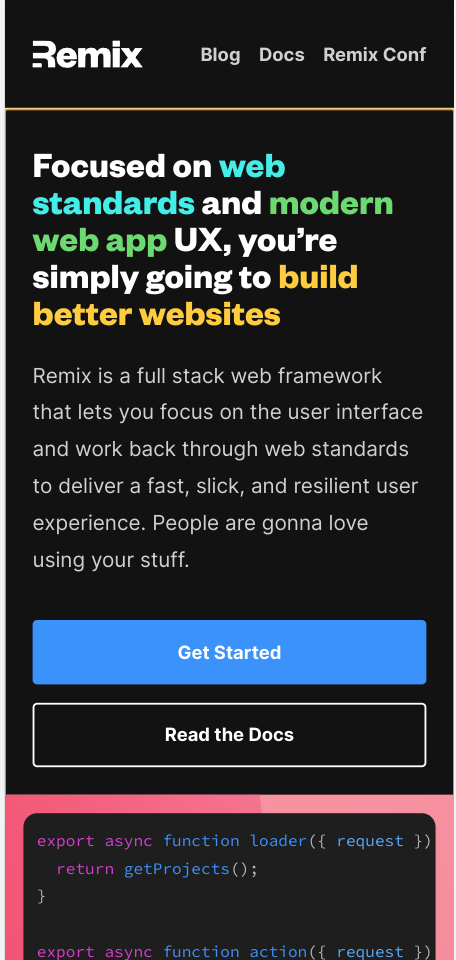 Remix Blog Docs Remix Conf
Focused on web
standards and modern
web app UX, you’re
simply going to build
better websites
Remix is a full stack web framework
that lets you focus on the user interface
and work back through web standards
to deliver a fast, slick, and resilient user
experience. People are gonna love
using your stuff.
Get Started
Read the Docs
export async function loader({ request })
  return getProjects();
}
export async function action({ request })